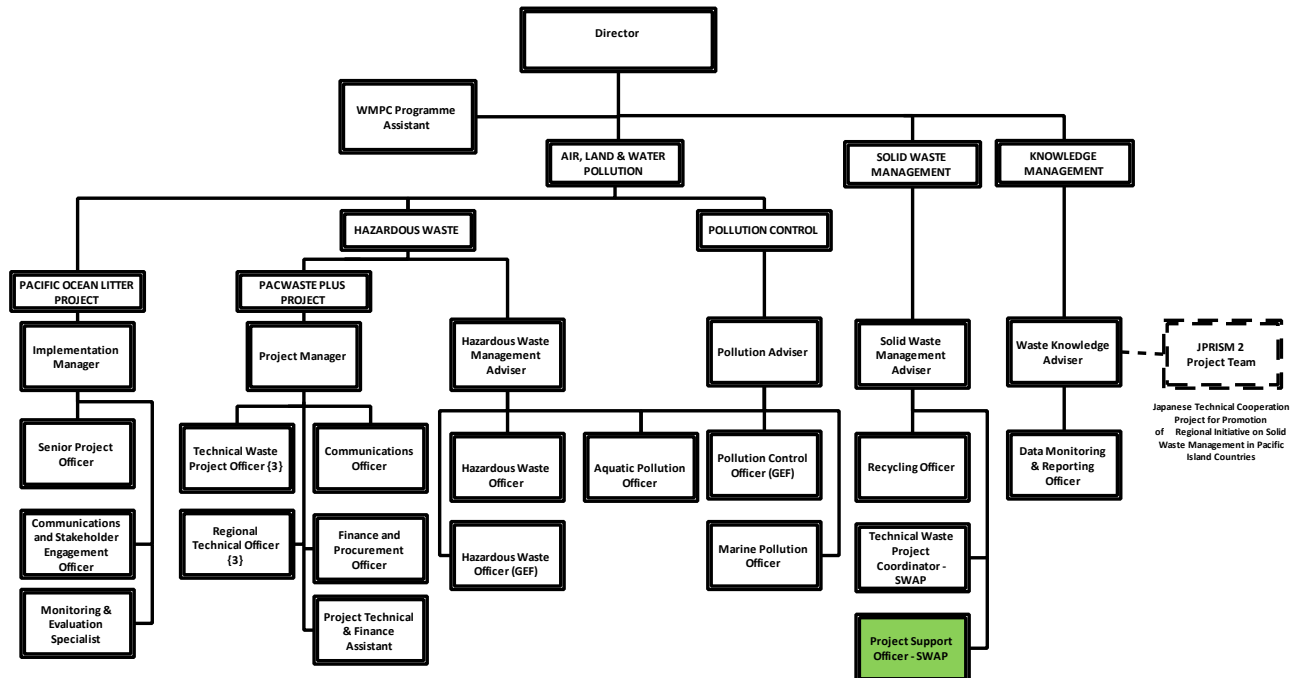 Director
WMPC Programme
Assistant
AIR, LAND & WATER
POLLUTION
SOLID WASTE
MANAGEMENT
KNOWLEDGE
MANAGEMENT
HAZARDOUS WASTE
POLLUTION CONTROL
PACIFIC OCEAN LITTER
PROJECT
PACWASTE PLUS
PROJECT
Implementation
Manager
Project Manager
Hazardous Waste
Management
Adviser
Pollution Adviser
Solid Waste
Management
Adviser
Waste Knowledge
Adviser
JPRISM 2
Project Team
Japanese Technical Cooperation
Project for Promotion
of Regional Initiative on Solid
Waste Management in Pacific
Island Countries
Senior Project
Officer
Technical Waste
Project Officer {3}
Communications
Officer
Hazardous Waste
Officer
Aquatic Pollution
Officer
Pollution Control
Officer (GEF)
Recycling Officer
Data Monitoring
& Reporting
Officer
Communications
and Stakeholder
Engagement
Officer
Regional
Technical Officer
{3}
Finance and
Procurement
Officer
Hazardous Waste
Officer (GEF)
Marine Pollution
Officer
Technical Waste
Project
Coordinator -
SWAP
Monitoring &
Evaluation
Specialist
Project Technical
& Finance
Assistant
Project Support
Officer - SWAP